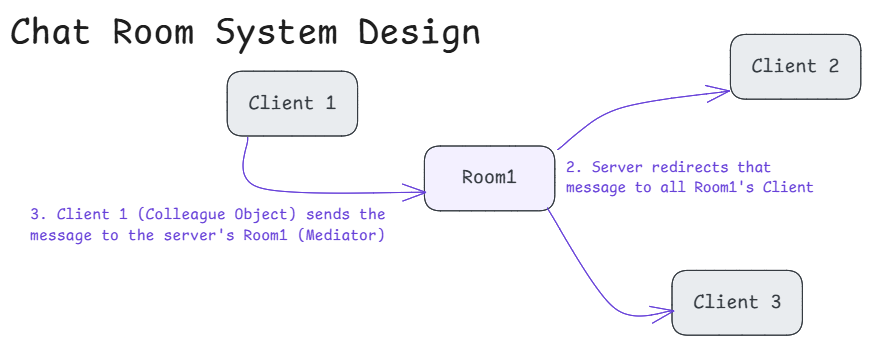 Chat Room System Design
Client 2
Client 1
Room1
2. Server redirects that
message to all Room1's Client
3. Client 1 (Colleague Object) sends the
message to the server's Room1 (Mediator)
Client 3